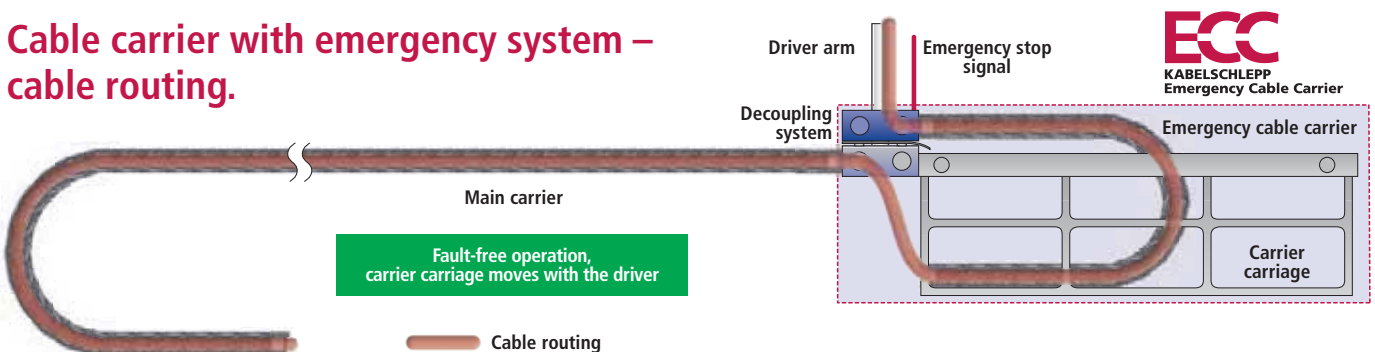 Cable carrier with emergency system –
cable routing.
Driver arm
Emergency stop
signal
ECC
KABELSCHLEPP
Emergency Cable Carrier
Decoupling
system
Emergency cable carrier
Main carrier
Fault-free operation,
carrier carriage moves with the driver
Carrier
carriage
Cable routing